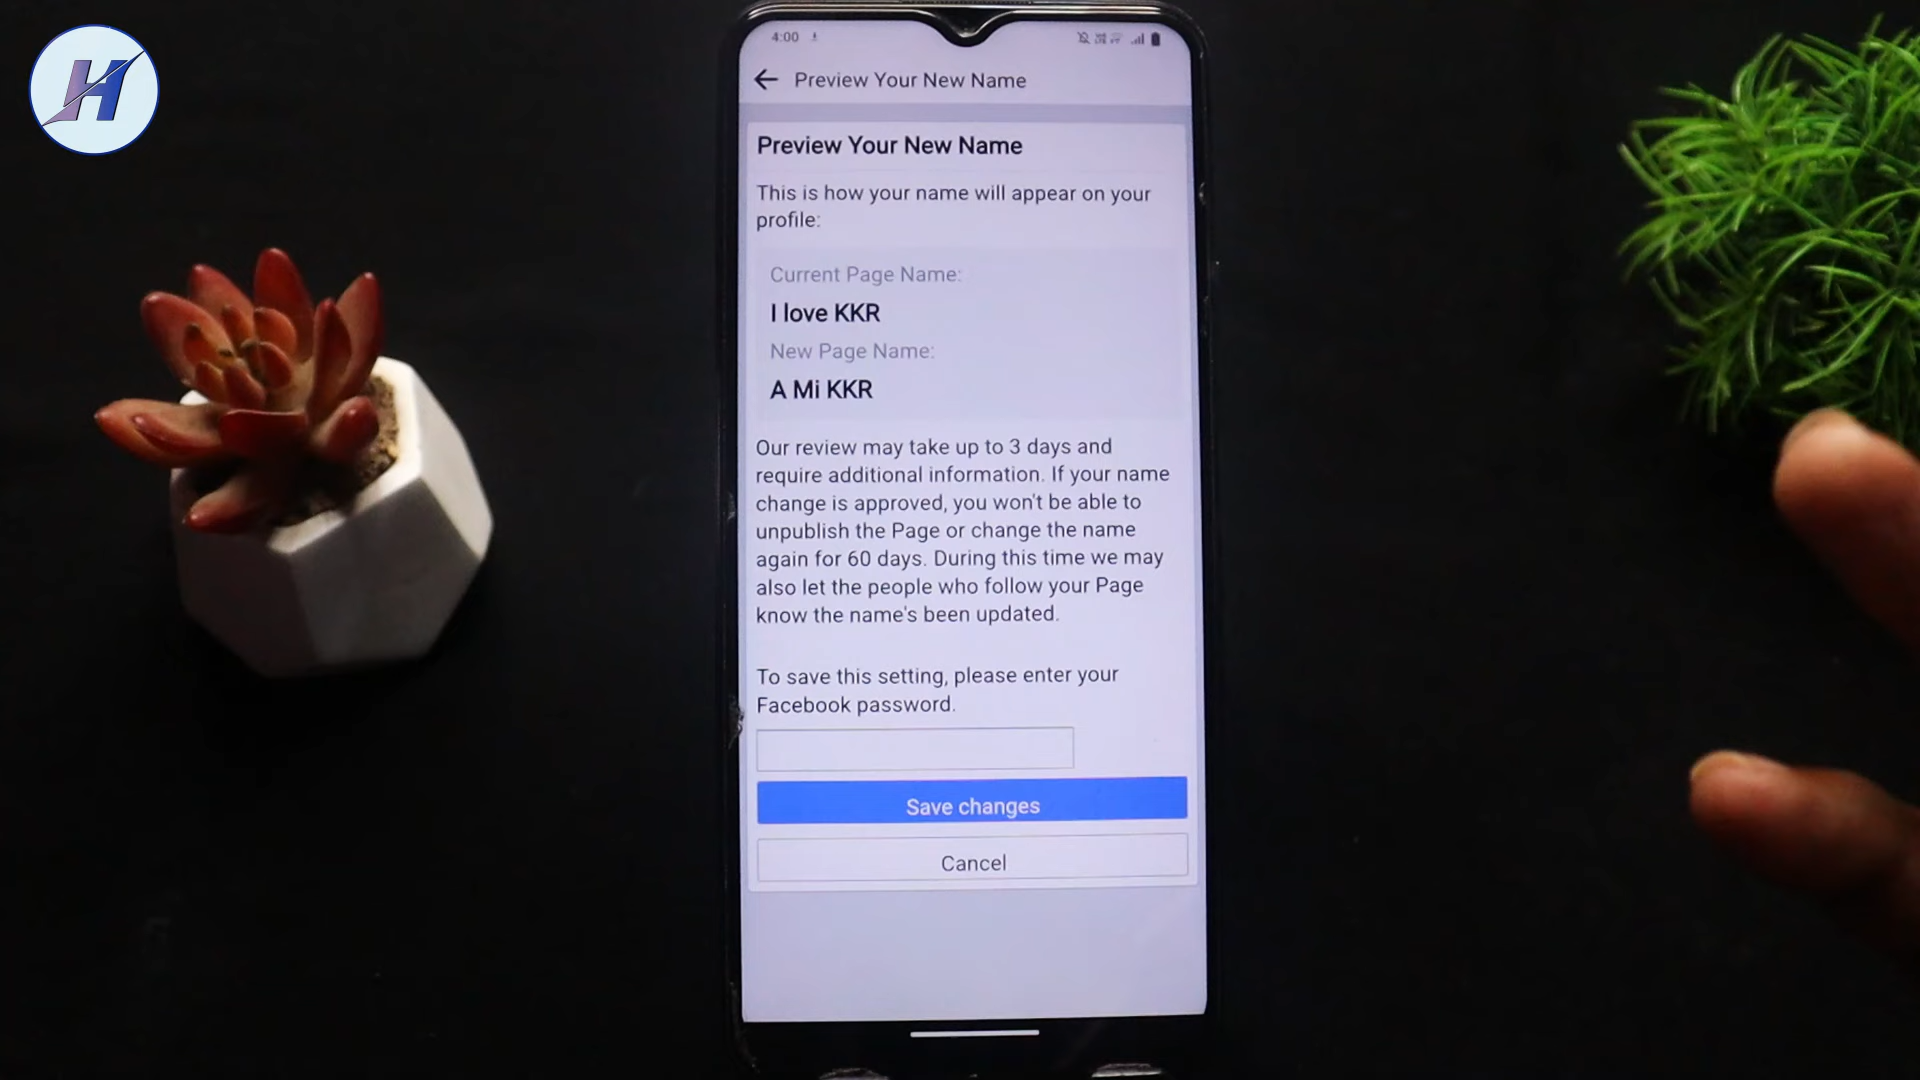 H
4:00
Preview Your New Name
Preview Your New Name
This is how your name will appear on your
profile:
Current Page Name:
I love KKR
New Page Name:
A Mi KKR
Our review may take up to 3 days and
require additional information. If your name
change is approved, you won't be able to
unpublish the Page or change the name
again for 60 days. During this time we may
also let the people who follow your Page
know the name's been updated.
To save this setting, please enter your
Facebook password.
Save changes
Cancel